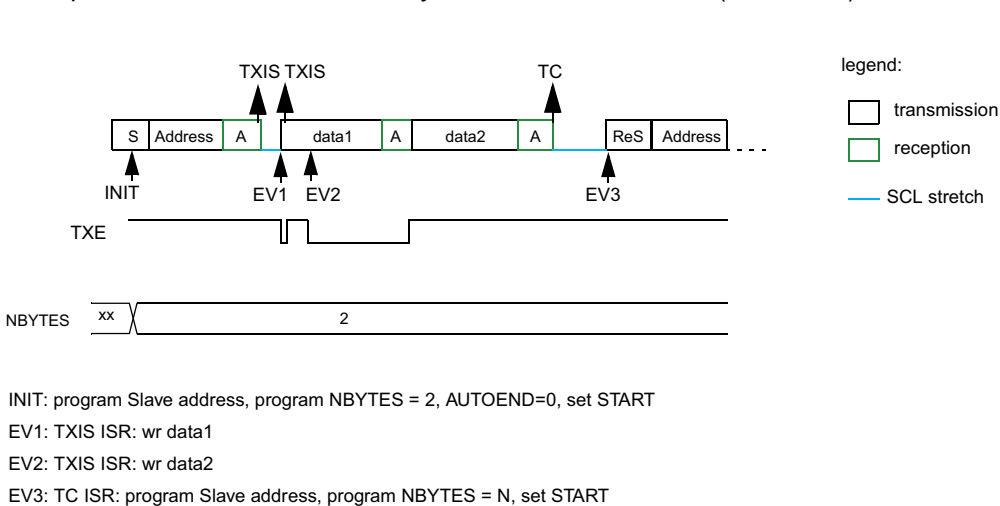 legend:
TXIS TXIS TC
transmission
S Address A data1 A data2 A ReS Address
reception
INIT EV1 EV2 EV3
SCL stretch
TXE
NBYTES xx 2
INIT: program Slave address, program NBYTES = 2, AUTOEND=0, set START
EV1: TXIS ISR: wr data1
EV2: TXIS ISR: wr data2
EV3: TC ISR: program Slave address, program NBYTES = N, set START